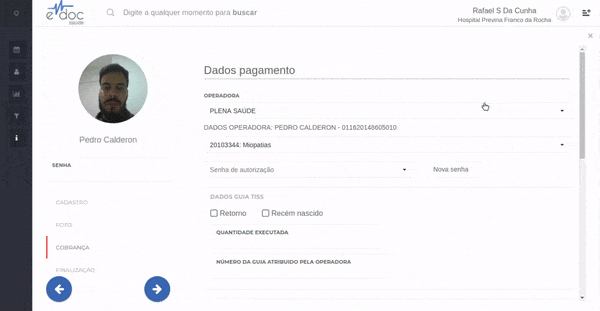 e doc
saúde
Digite a qualquer momento para buscar
Rafael S Da Cunha
Hospital Previna Franco da Rocha
Pedro Calderon
SENHA
CADASTRO
FOTO
COBRANÇA
FINALIZAÇÃO
Dados pagamento
OPERADORA
PLENA SAÚDE
DADOS OPERADORA: PEDRO CALDERON - 011620148605010
20103344: Miopatias
Senha de autorização
Nova senha
DADOS GUIA TISS
Retorno
Recém nascido
QUANTIDADE EXECUTADA
NÚMERO DA GUIA ATRIBUIDO PELA OPERADORA